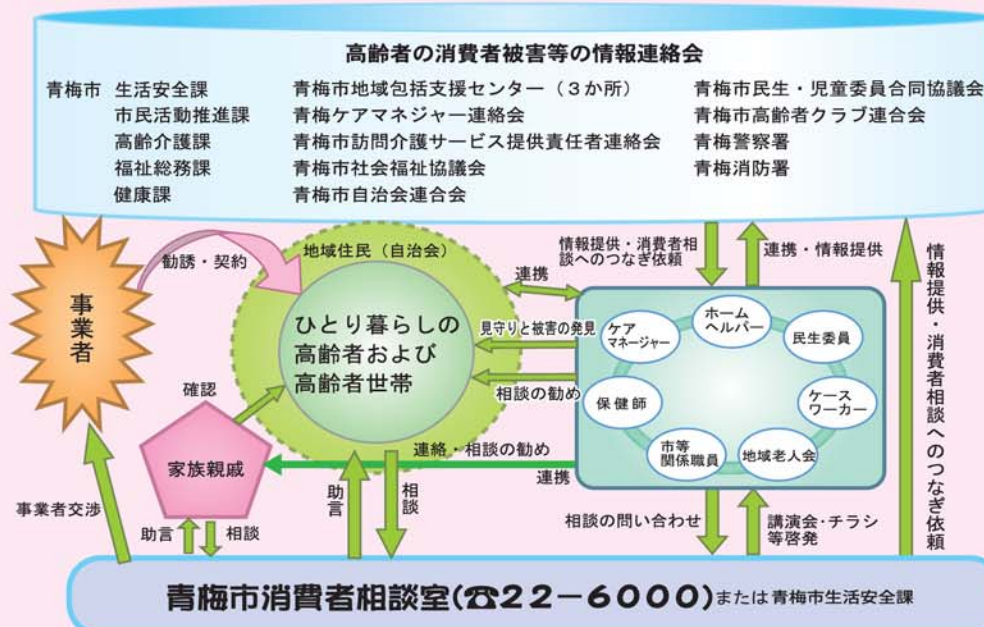 高齢者の消費者被害等の情報連絡会
青梅市 生活安全課
市民活動推進課
高齢介護課
福祉総務課
健康課
青梅市地域包括支援センター（3か所）
青梅ケアマネジャー連絡会
青梅市訪問介護サービス提供責任者連絡会
青梅市社会福祉協議会
青梅市自治会連合会
青梅市民生・児童委員合同協議会
青梅市高齢者クラブ連合会
青梅警察署
青梅消防署
事業者
勧誘・契約
地域住民（自治会）
ひとり暮らしの
高齢者および
高齢者世帯
連携
見守りと被害の発見
相談の勧め
情報提供・消費者相
談へのつなぎ依頼
連携・情報提供
ケア
マネージャー
ホーム
ヘルパー
民生委員
保健師
ケース
ワーカー
市等
関係職員
地域老人会
情報提供・消費者相談へのつなぎ依頼
確認
家族親戚
連絡・相談の勧め
連携
事業者交渉
助言
相談
助言
相談
相談の問い合わせ
講演会・チラシ
等啓発
青梅市消費者相談室(☎22－6000)または青梅市生活安全課